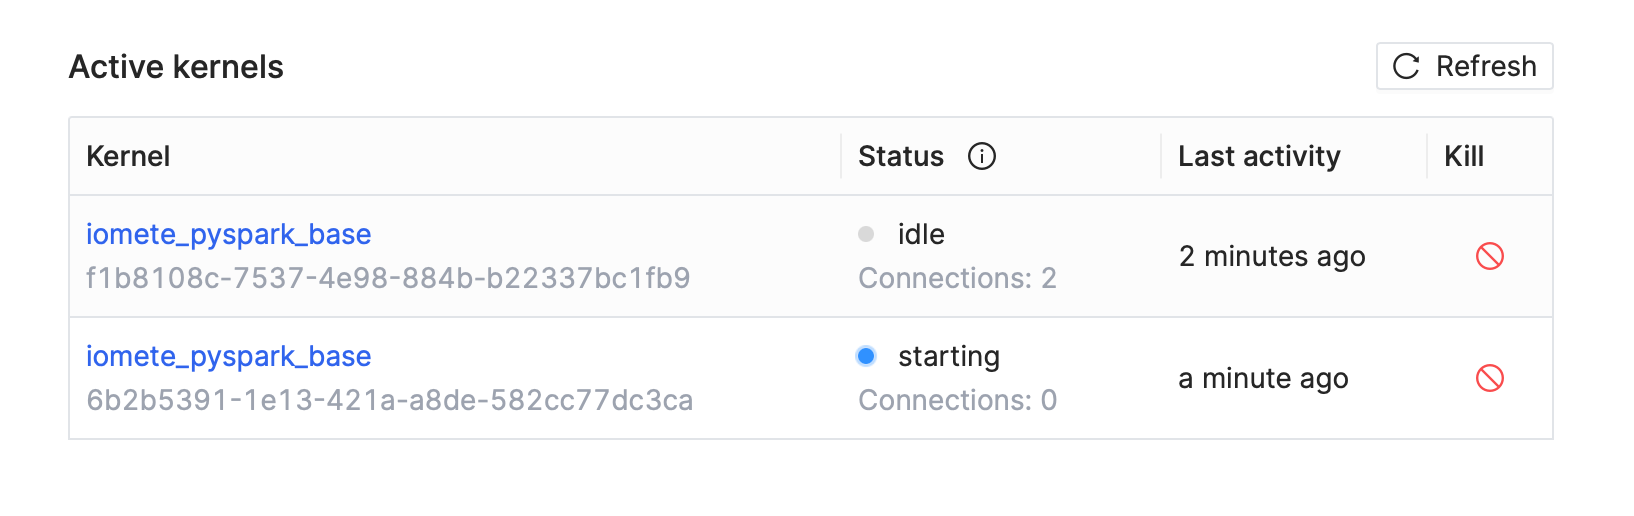 Active kernels
Refresh
Kernel Status Last activity Kill
iomete_pyspark_base idle
f1b8108c-7537-4e98-884b-b22337bc1fb9 Connections: 2 2 minutes ago
iomete_pyspark_base starting
6b2b5391-1e13-421a-a8de-582cc77dc3ca Connections: 0 a minute ago